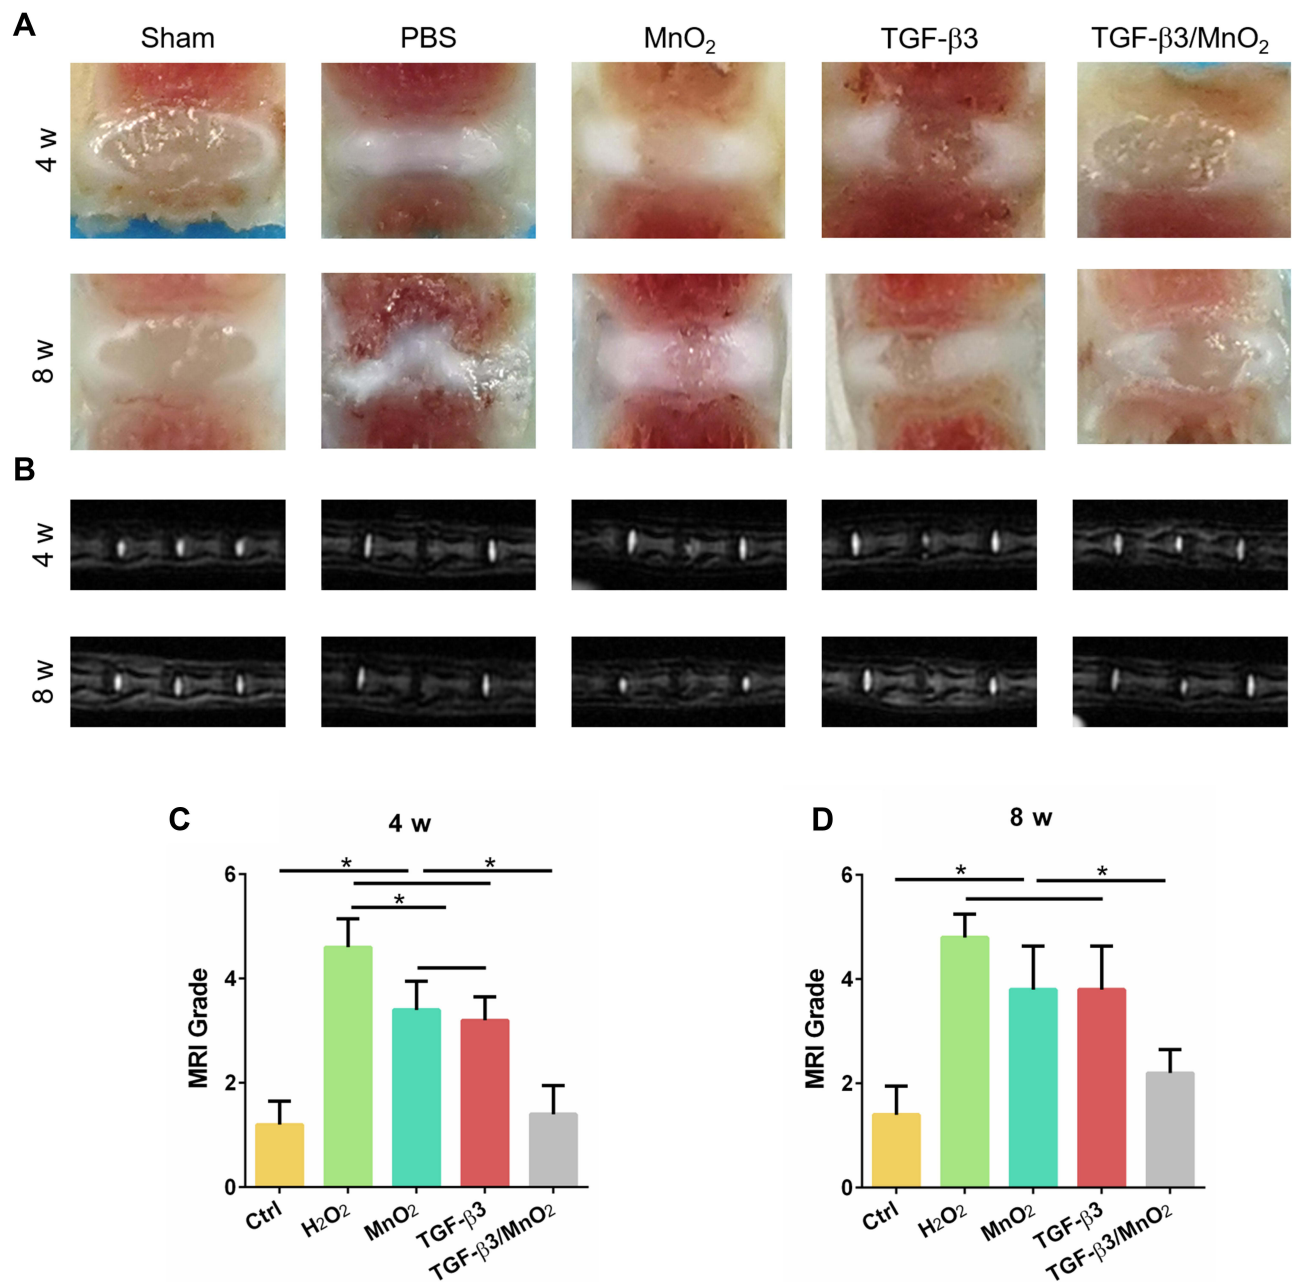 A
Sham PBS MnO₂ TGF-β3 TGF-β3/MnO₂
4 w
8 w
B
4 w
8 w
C
4 w
* *
*
6
4
2
0
MRI Grade
Ctrl H₂O₂ MnO₂ TGF-β3 TGF-β3/MnO₂
D
8 w
* *
6
4
2
0
MRI Grade
Ctrl H₂O₂ MnO₂ TGF-β3 TGF-β3/MnO₂